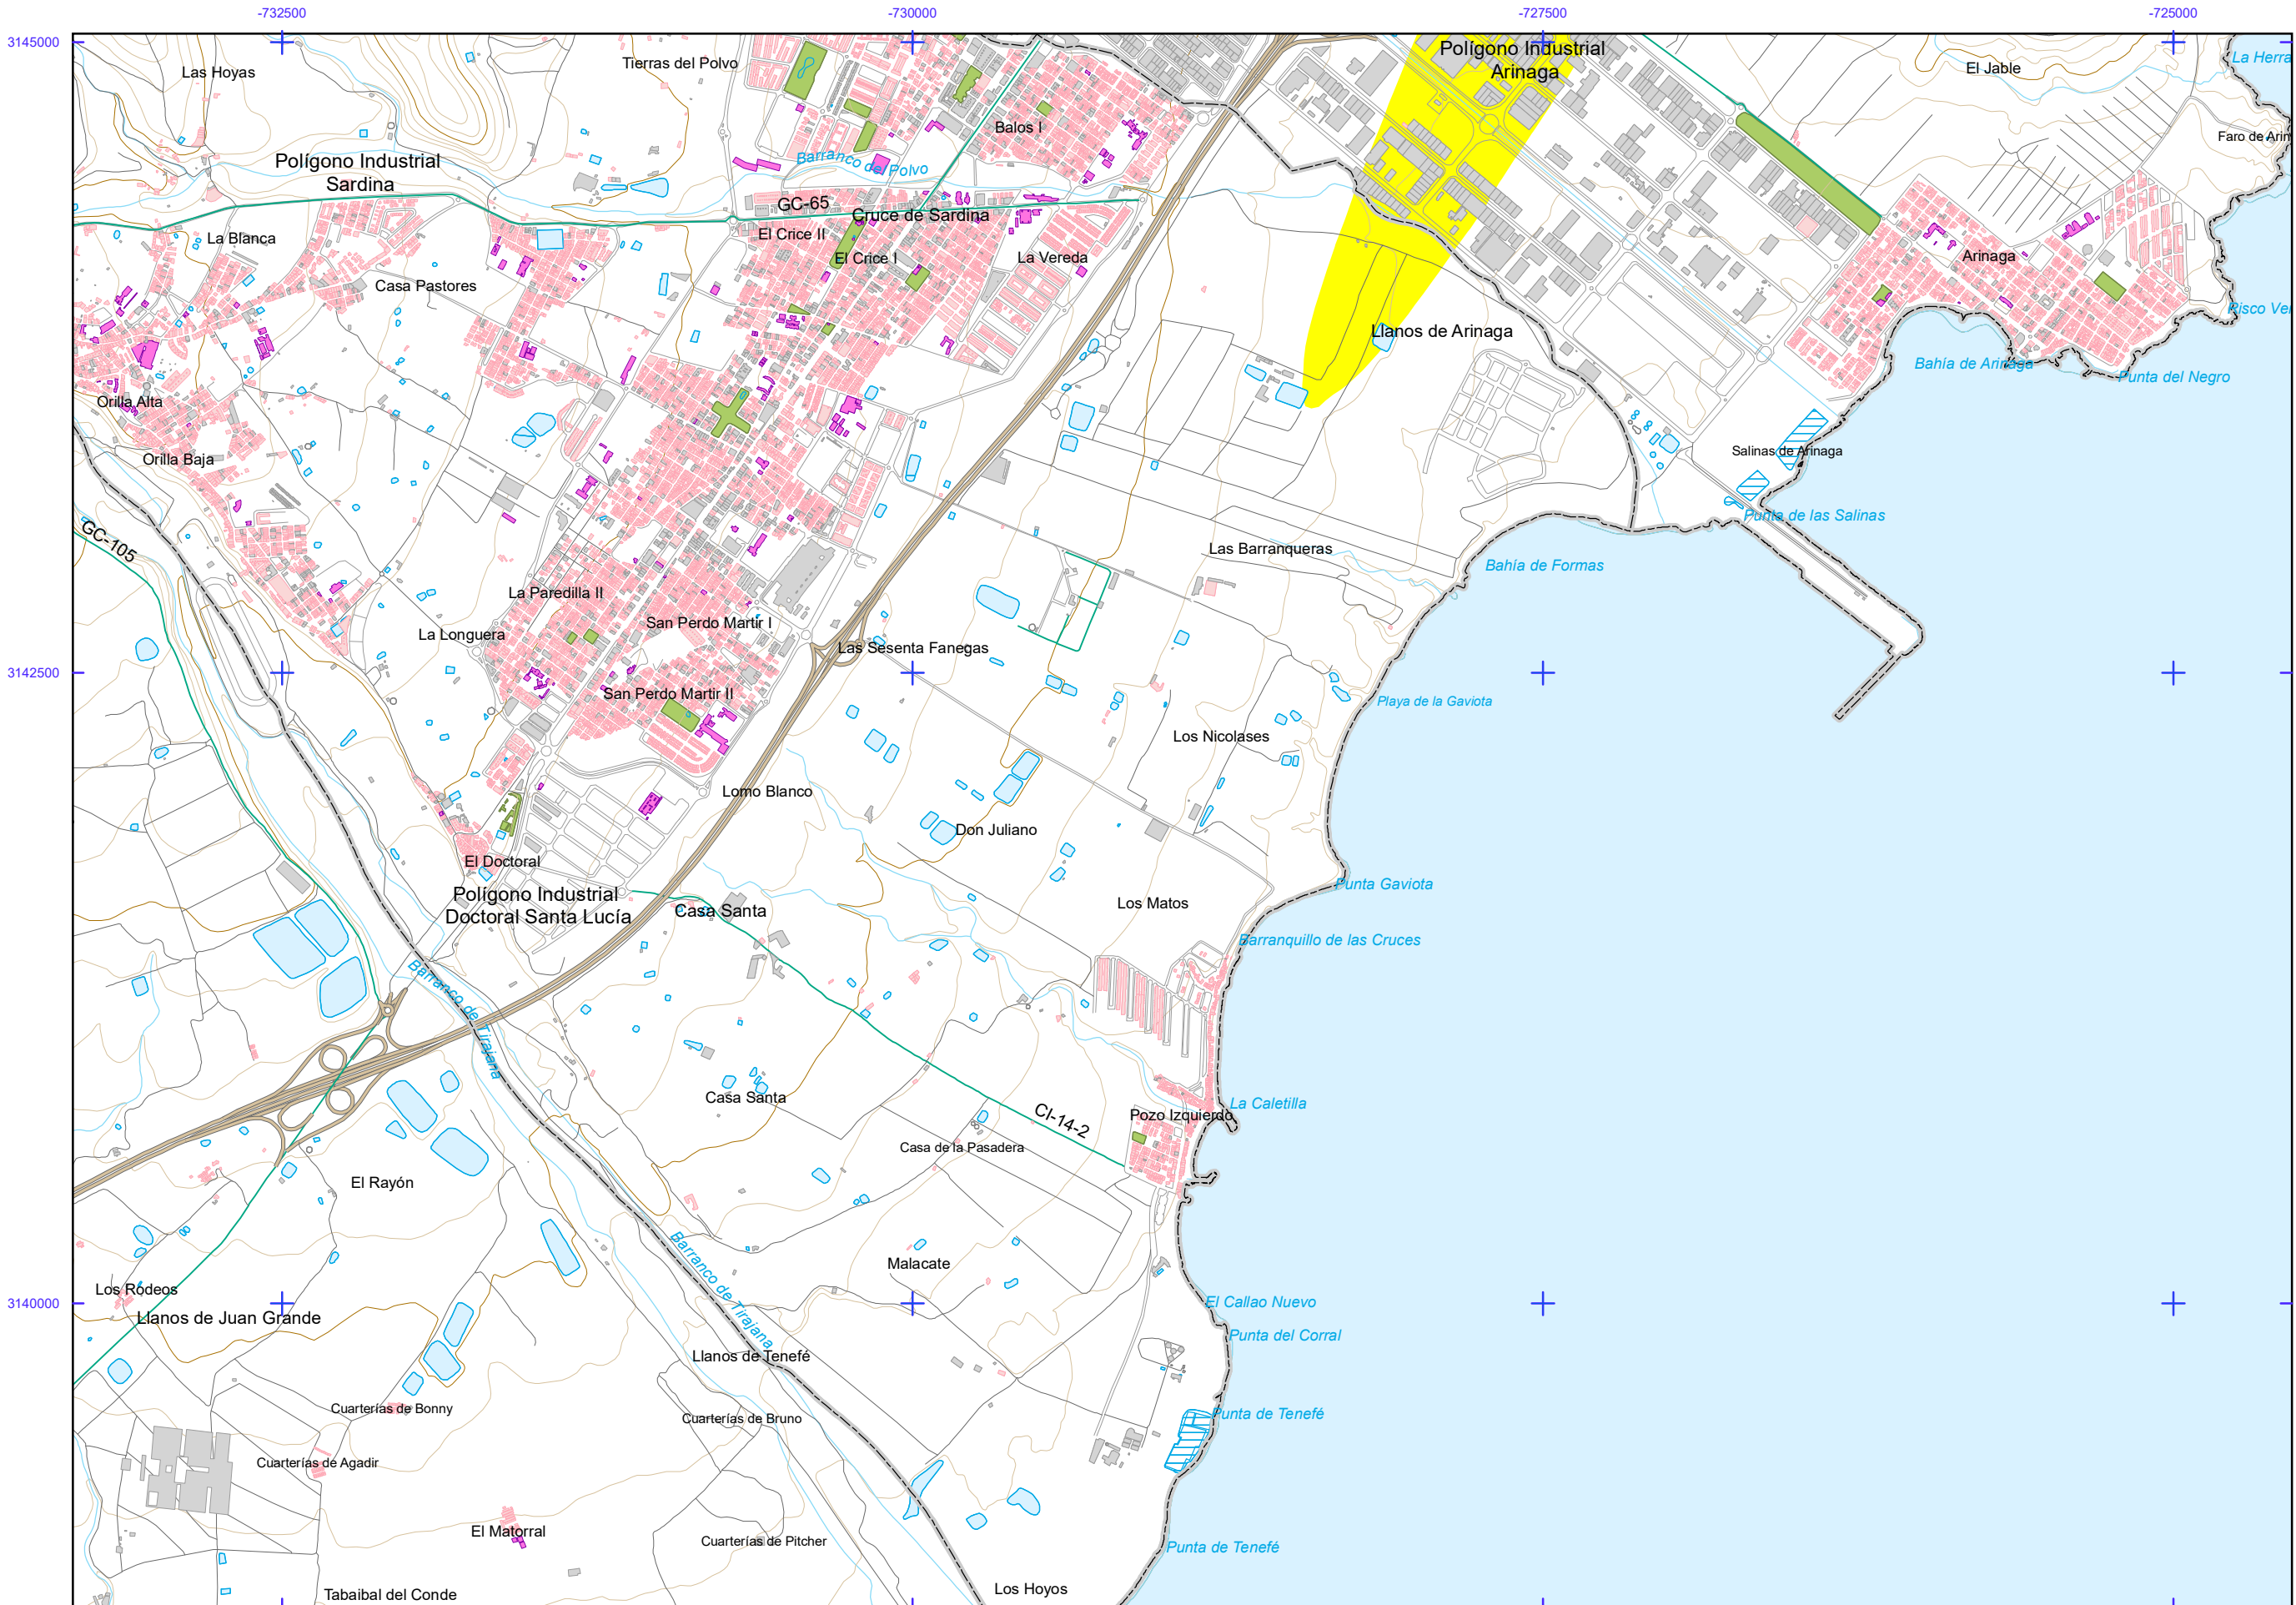 -732500
-730000
-727500
-725000
3145000
Las Hoyas
Tierras del Polvo
Polígono Industrial
Arinaga
El Jable
La Herra
Balos I
Faro de Arin
Polígono Industrial
Sardina
Barranco del Polvo
GC-65
Cruce de Sardina
La Blanca
El Crice II
El Crice I
La Vereda
Arinaga
Casa Pastores
Risco Ver
Llanos de Arinaga
Bahía de Arinaga
Punta del Negro
Orilla Alta
Orilla Baja
Salinas de Arinaga
Punta de las Salinas
GC-105
Las Barranqueras
Bahía de Formas
La Paredilla II
San Perdo Martir I
La Longuera
Las Sesenta Fanegas
3142500
San Perdo Martir II
Playa de la Gaviota
Los Nicolases
Lomo Blanco
Don Juliano
El Doctoral
Polígono Industrial
Doctoral Santa Lucía
Casa Santa
Punta Gaviota
Los Matos
Barranquillo de las Cruces
Barranco de Tirajana
Casa Santa
CI-14-2
La Caletilla
Pozo Izquierdo
Casa de la Pasadera
El Rayón
Barranco de Tirajana
Malacate
Los Rodeos
3140000
El Callao Nuevo
Llanos de Juan Grande
Punta del Corral
Llanos de Tenefé
Cuarterías de Bonny
Cuarterías de Bruno
Punta de Tenefé
Cuarterías de Agadir
El Matorral
Cuarterías de Pitcher
Punta de Tenefé
Los Hoyos
Tabaibal del Conde